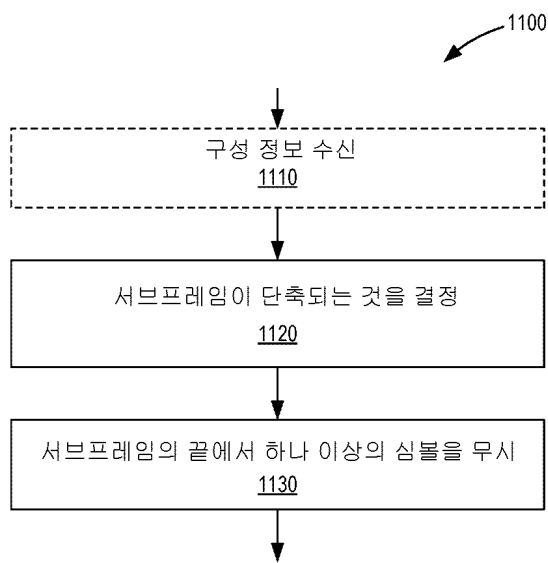 1100
구성 정보 수신
1110
서브프레임이 단축되는 것을 결정
1120
서브프레임의 끝에서 하나 이상의 심볼을 무시
1130